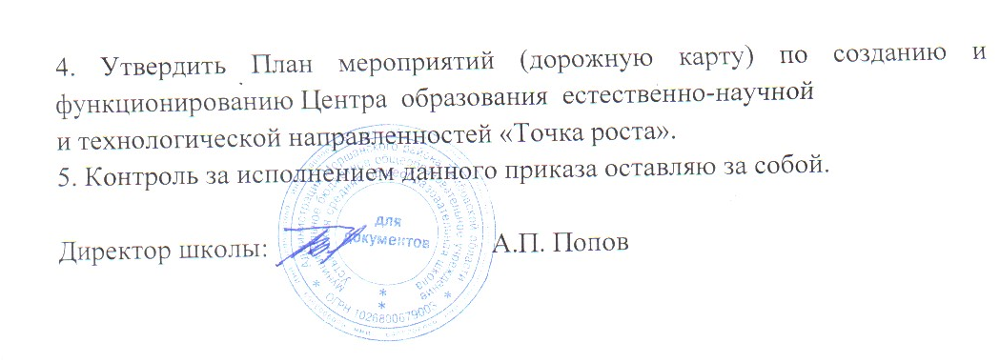 4. Утвердить План мероприятий (дорожную карту) по созданию и
функционированию Центра образования естественно-научной
и технологической направленностей «Точка роста».
5. Контроль за исполнением данного приказа оставляю за собой.
Директор школы:
А.П. Попов
для
документов
ОГРН 1026800679005